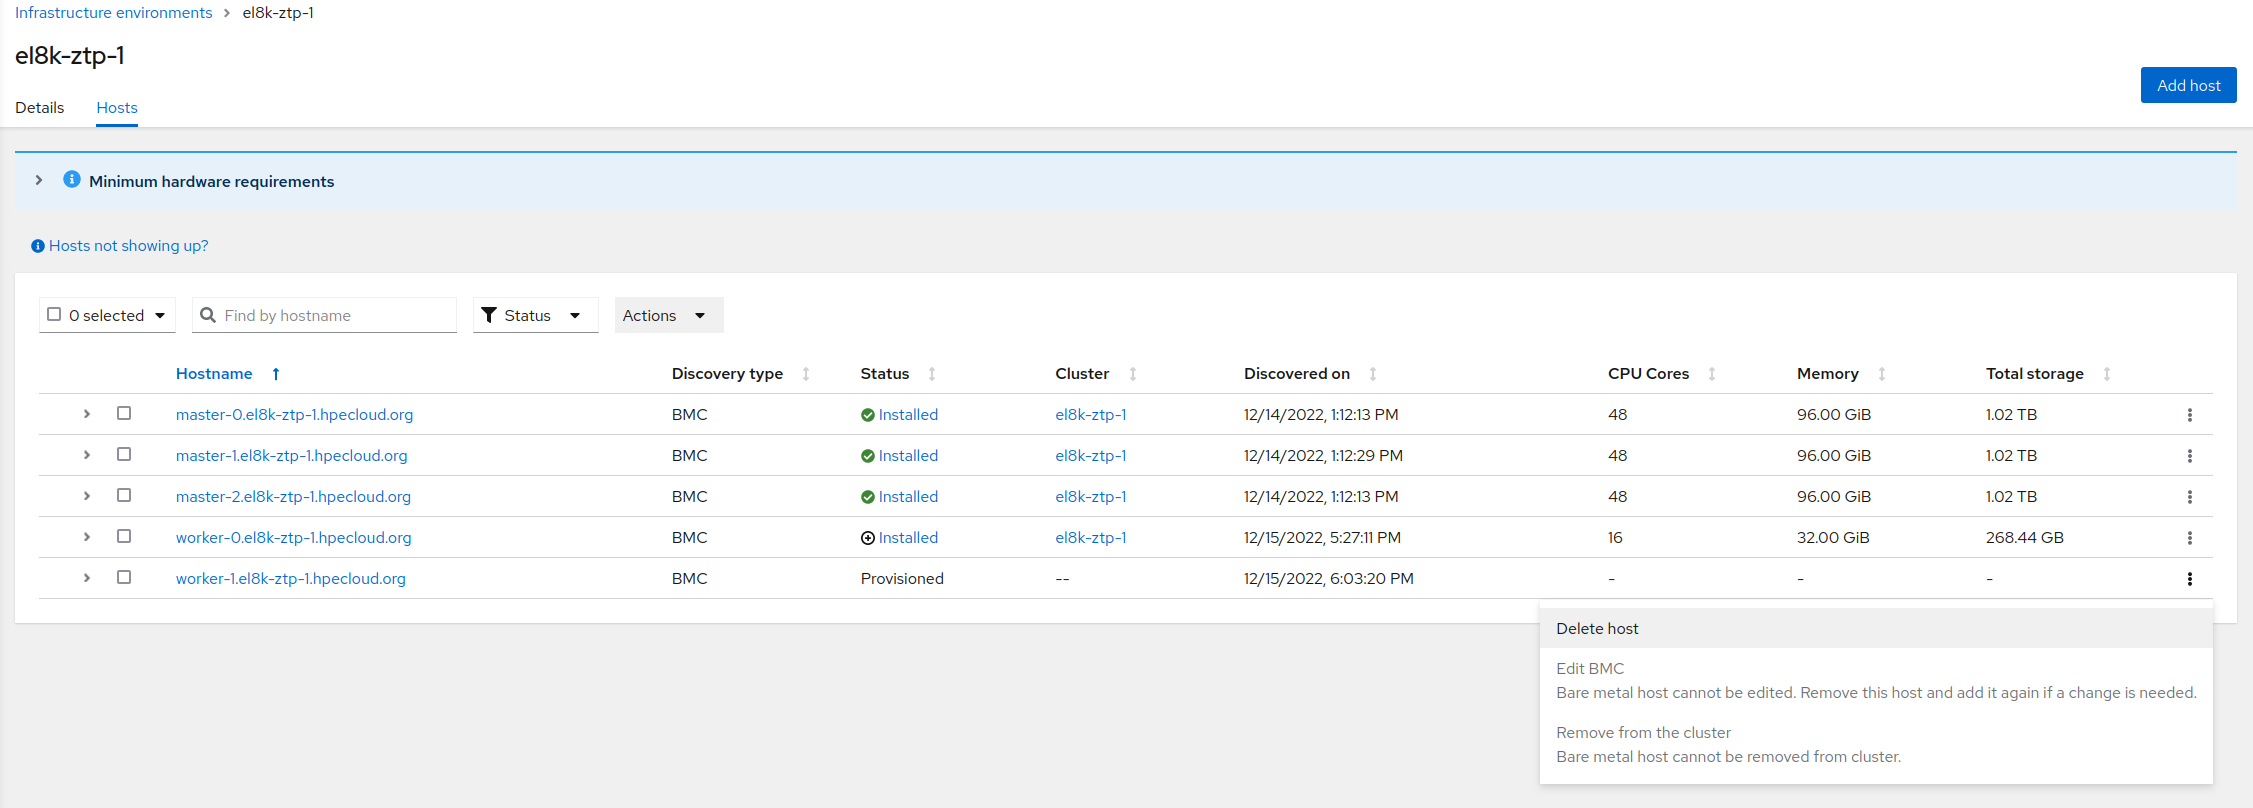 Infrastructure environments > el8k-ztp-1
el8k-ztp-1
Add host
Details Hosts
Minimum hardware requirements
Hosts not showing up?
0 selected Find by hostname Status Actions
Hostname Discovery type Status Cluster Discovered on CPU Cores Memory Total storage
master-0.el8k-ztp-1.hpecloud.org BMC Installed el8k-ztp-1 12/14/2022, 1:12:13 PM 48 96.00 GiB 1.02 TB
master-1.el8k-ztp-1.hpecloud.org BMC Installed el8k-ztp-1 12/14/2022, 1:12:29 PM 48 96.00 GiB 1.02 TB
master-2.el8k-ztp-1.hpecloud.org BMC Installed el8k-ztp-1 12/14/2022, 1:12:13 PM 48 96.00 GiB 1.02 TB
worker-0.el8k-ztp-1.hpecloud.org BMC Installed el8k-ztp-1 12/15/2022, 5:27:11 PM 16 32.00 GiB 268.44 GB
worker-1.el8k-ztp-1.hpecloud.org BMC Provisioned -- 12/15/2022, 6:03:20 PM - - -
Delete host
Edit BMC
Bare metal host cannot be edited. Remove this host and add it again if a change is needed.
Remove from the cluster
Bare metal host cannot be removed from cluster.